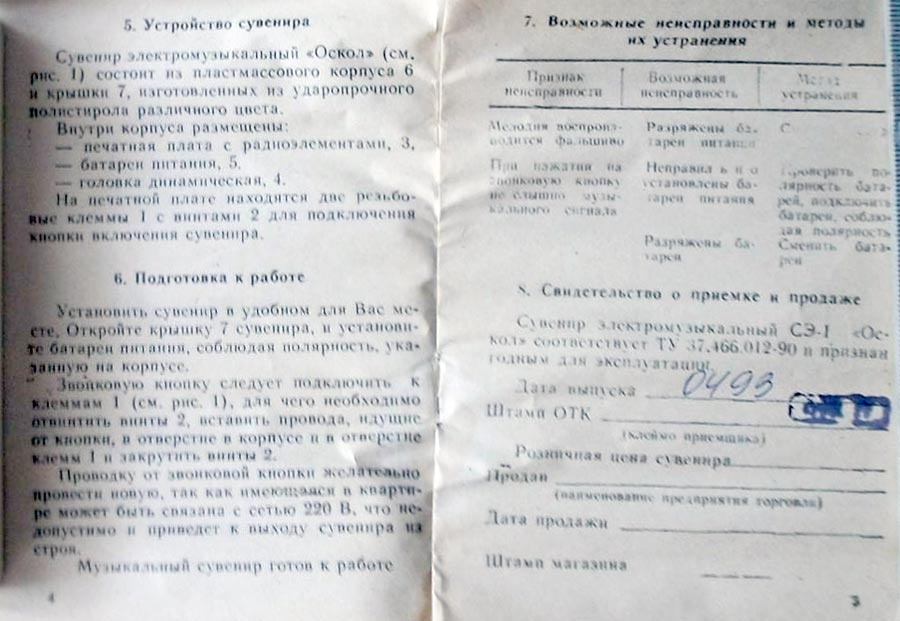 5. Устройство сувенира
Сувенир электромузыкальный «Оскол» (см.
рис. 1) состоит из пластмассового корпуса 6
и крышки 7, изготовленных из ударопрочного
полистирола различного цвета.
Внутри корпуса размещены:
— печатная плата с радиоэлементами, 3,
— батареи питания, 5.
— головка динамическая, 4.
На печатной плате находятся две резьбо-
вые клеммы 1 с винтами 2 для подключения
кнопки включения сувенира.
6. Подготовка к работе
Установить сувенир в удобном для Вас ме-
сте, Откройте крышку 7 сувенира, и установи-
те батареи питания, соблюдая полярность, ука-
занную на корпусе.
Звонковую кнопку следует подключить к
клеммам 1 (см. рис. 1), для чего необходимо
отвинтить винты 2, вставить провода, идущие
от кнопки, в отверстие в корпусе и в отверстие
клемм 1 и закрутить винты 2.
Проводку от звонковой кнопки желательно
провести новую, так как имеющаяся в кварти-
ре может быть связана с сетью 220 В, что не-
допустимо и приведет к выходу сувенира из
строя.
Музыкальный сувенир готов к работе
4
7. Возможные неисправности и методы
их устранения
Признак неисправности
Возможная неисправность
Метод устранения
Мелодия воспроиз-
водится фальшиво
Разряжены ба-
тареи питания
С
При нажатии на
звонковую кнопку
не слышно музы-
кального сигнала
Неправильно
установлены ба-
тареи питания
Проверить по-
лярность бата-
рей, подключить
батареи, соблю-
дая полярность
Разряжены ба-
тареи
Сменить бата-
реи
8. Свидетельство о приемке и продаже
Сувенир электромузыкальный СЭ-1 «Ос-
кол» соответствует ТУ 37.466.012-90 и признан
годным для эксплуатации.
Дата выпуска 0493
Штамп ОТК
(клеймо приемщика)
Розничная цена сувенира
Продан
(наименование предприятия торговли)
Дата продажи
Штамп магазина
3